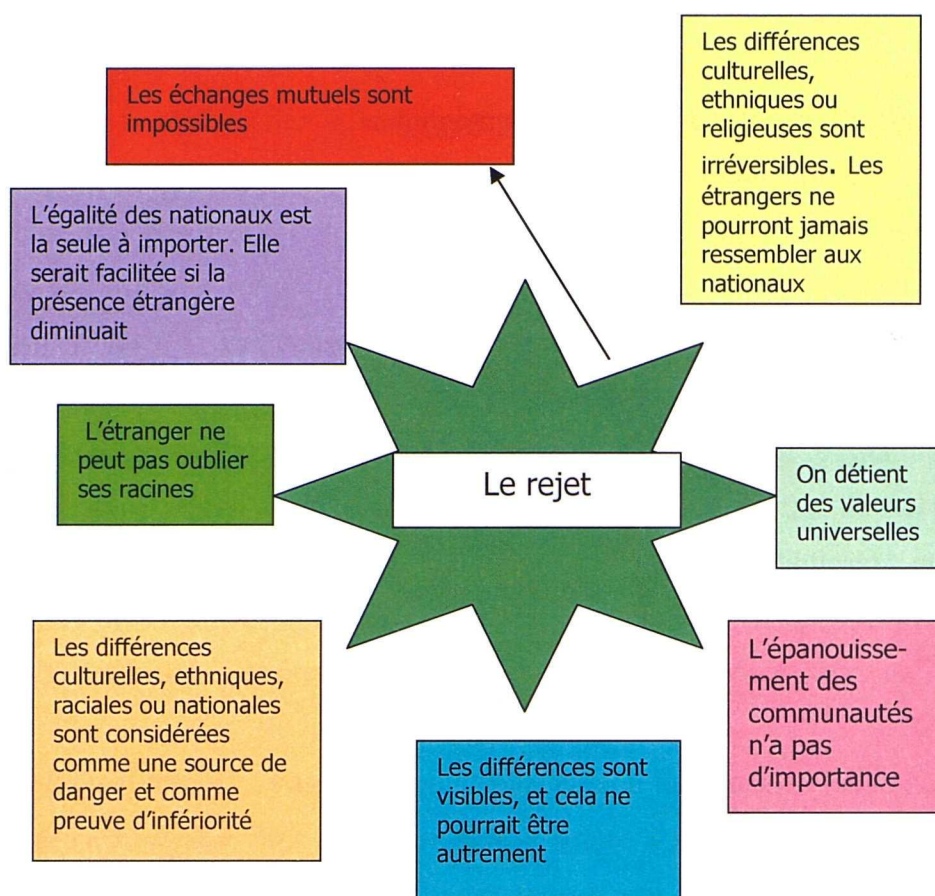 Les échanges mutuels sont
impossibles
Les différences
culturelles,
ethniques ou
religieuses sont
irréversibles. Les
étrangers ne
pourront jamais
ressembler aux
nationaux
L'égalité des nationaux est
la seule à importer. Elle
serait facilitée si la
présence étrangère
diminuait
L'étranger ne
peut pas oublier
ses racines
Le rejet
On détient
des valeurs
universelles
Les différences
culturelles, ethniques,
raciales ou nationales
sont considérées
comme une source de
danger et comme
preuve d'infériorité
Les différences sont
visibles, et cela ne
pourrait être
autrement
L'épanouisse-
ment des
communautés
n'a pas
d'importance